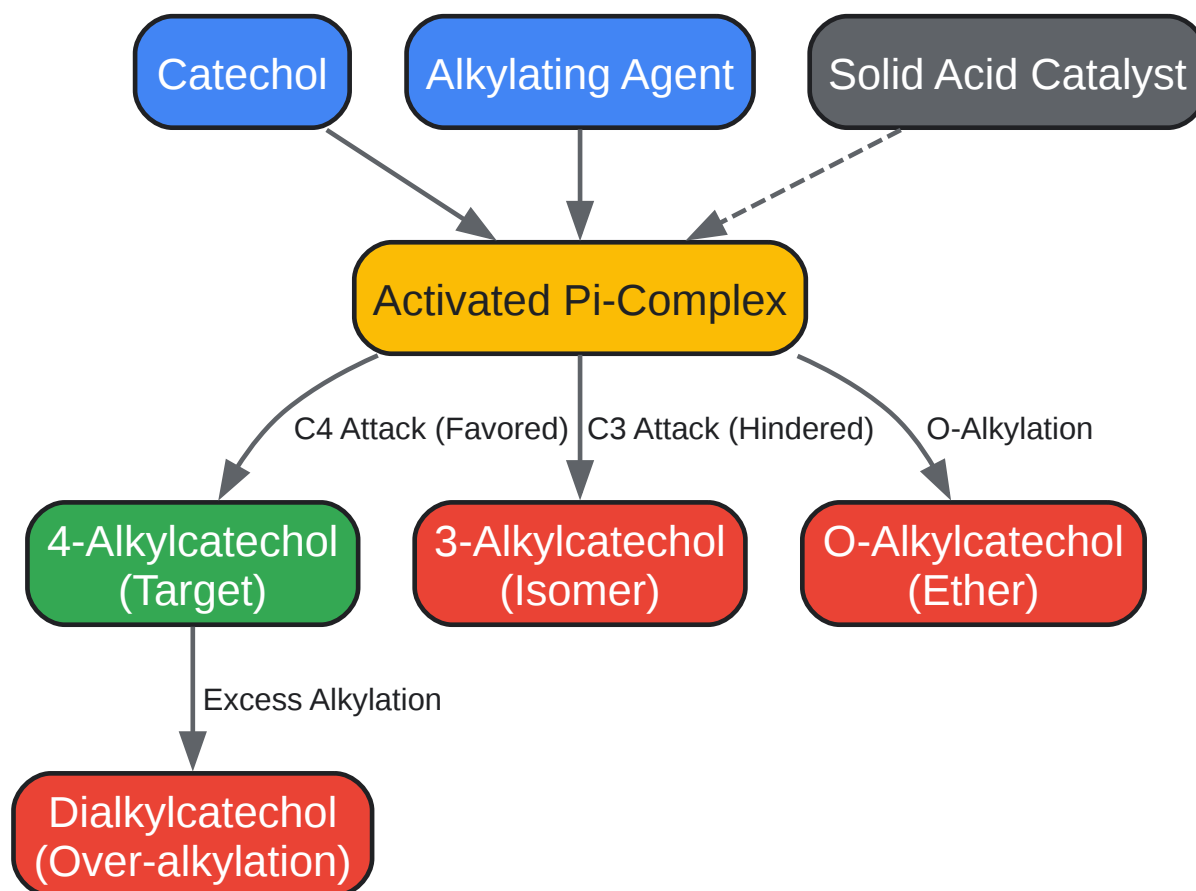 Catechol
Alkylating Agent
Solid Acid Catalyst
Activated Pi-Complex
C4 Attack (Favored)
C3 Attack (Hindered)
O-Alkylation
4-Alkylcatechol
(Target)
3-Alkylcatechol
(Isomer)
O-Alkylcatechol
(Ether)
Excess Alkylation
Dialkylcatechol
(Over-alkylation)